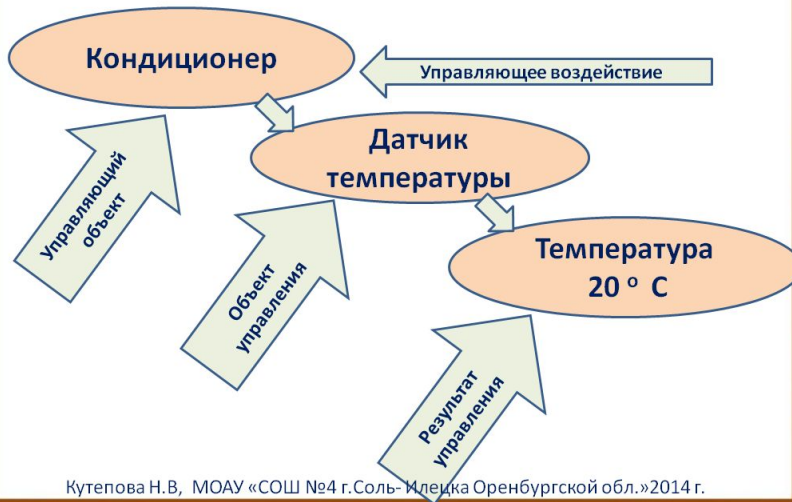 Кондиционер
Управляющее воздействие
Датчик
температуры
Управляющий
объект
Температура
20 º С
Объект
управления
Результат
управления
Кутепова Н.В, МОАУ «СОШ №4 г.Соль- Илецка Оренбургской обл.»2014 г.